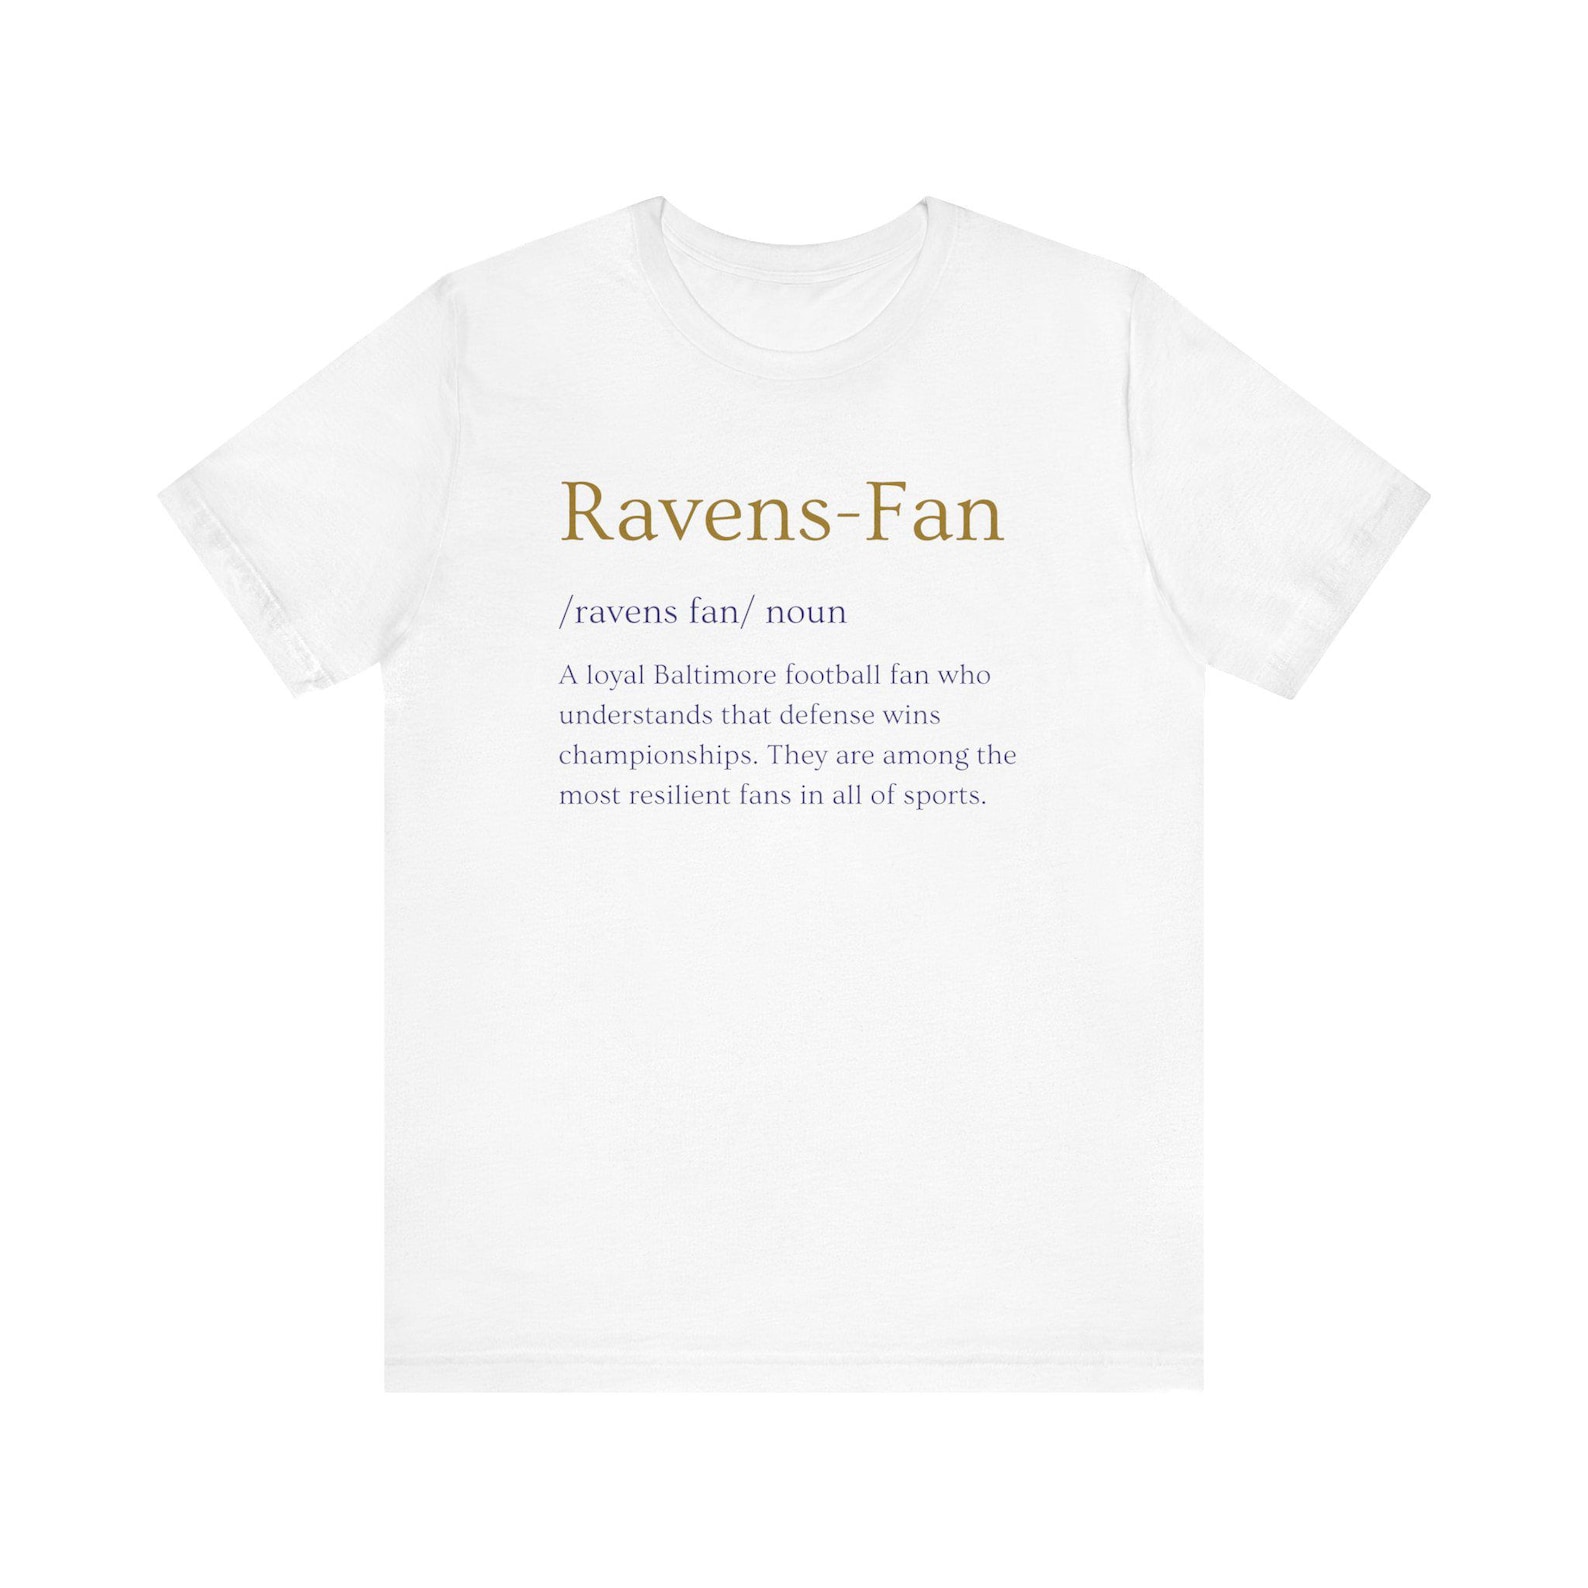 Ravens-Fan
/ravens fan/ noun
A loyal Baltimore football fan who
understands that defense wins
championships. They are among the
most resilient fans in all of sports.